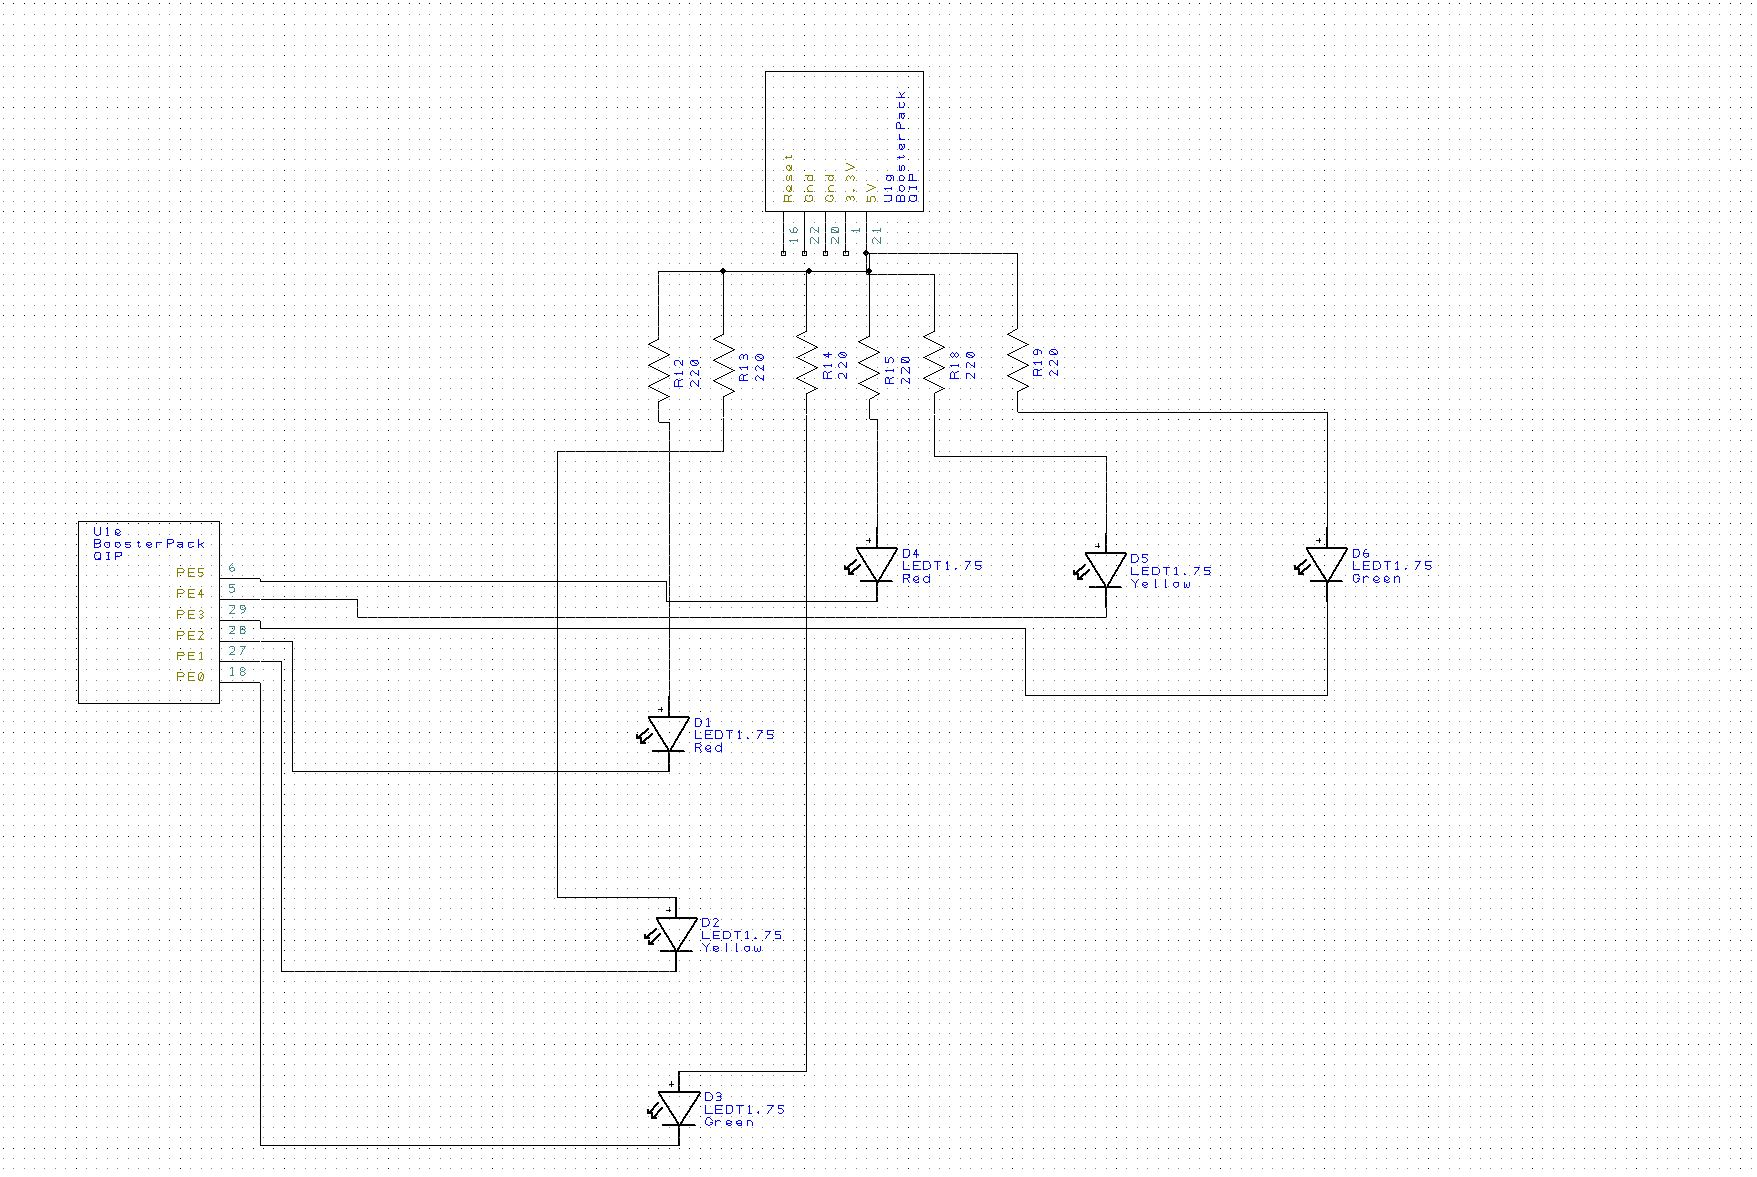 Reset
Gnd
Gnd
3.3V
5V
U1g
BoosterPack
QIP
16
22
20
1
21
R12
220
R13
220
R14
220
R15
220
R18
220
R19
220
U1e
BoosterPack
QIP
PE5 6
PE4 5
PE3 29
PE2 28
PE1 27
PE0 18
+
D4
LEDT1.75
Red
+
D5
LEDT1.75
Yellow
+
D6
LEDT1.75
Green
+
D1
LEDT1.75
Red
+
D2
LEDT1.75
Yellow
+
D3
LEDT1.75
Green